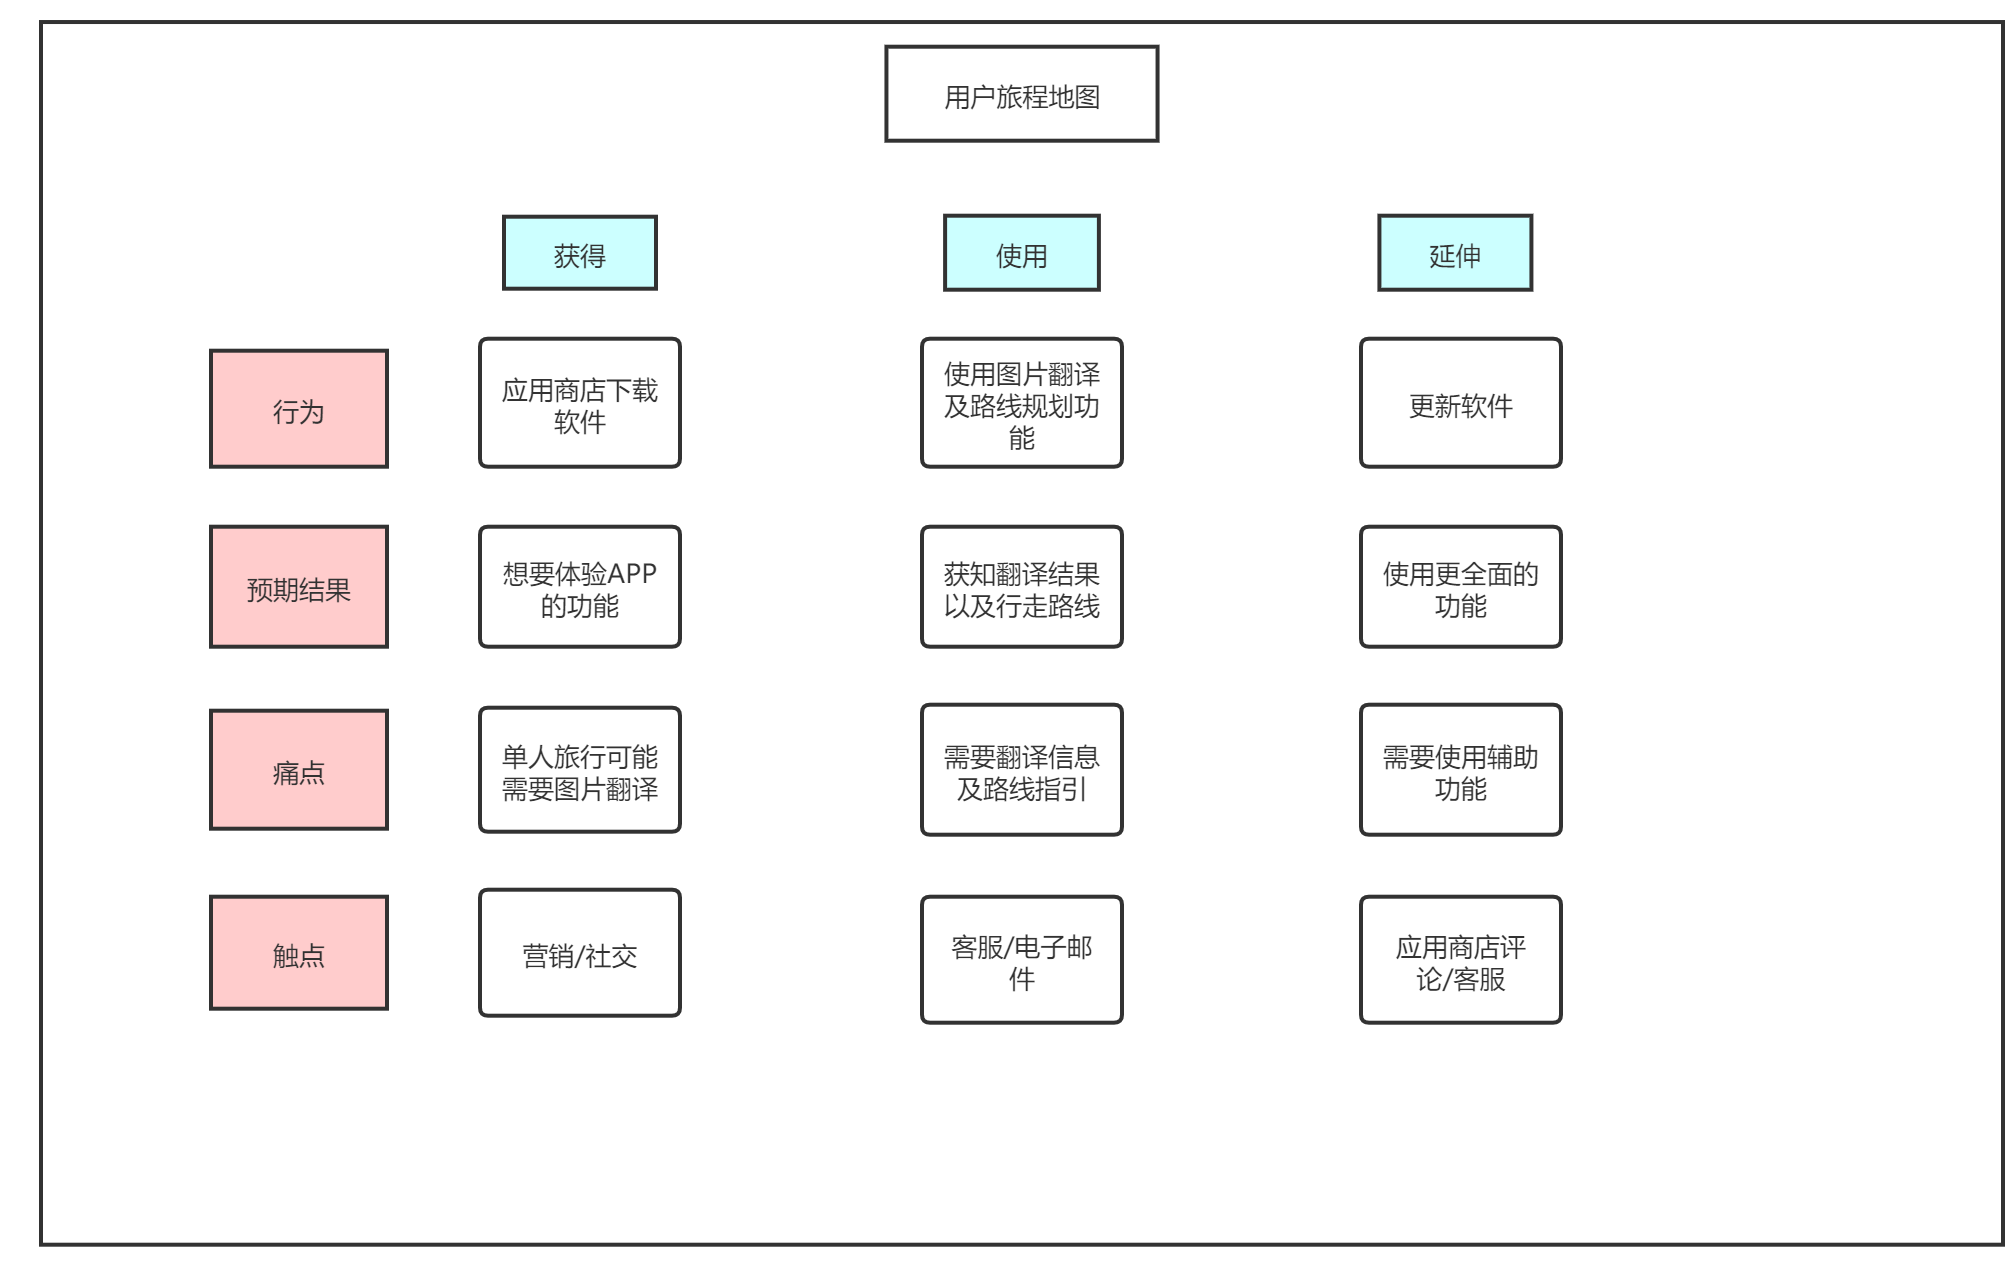 用户旅程地图
获得
使用
延伸
行为
应用商店下载
软件
使用图片翻译
及路线规划功
能
更新软件
预期结果
想要体验APP
的功能
获知翻译结果
以及行走路线
使用更全面的
功能
痛点
单人旅行可能
需要图片翻译
需要翻译信息
及路线指引
需要使用辅助
功能
触点
营销/社交
客服/电子邮
件
应用商店评
论/客服